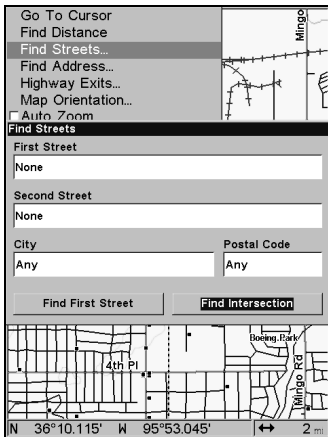 Go To Cursor
Find Distance
Find Streets...
Find Address...
Highway Exits...
Map Orientation...
Auto Zoom
Mingo
Find Streets
First Street
None
Second Street
None
City Postal Code
Any Any
Find First Street Find Intersection
Boeing Park
4th Pl
Mingo Rd
N 36°10.115' W 95°53.045' ↔ 2 mi